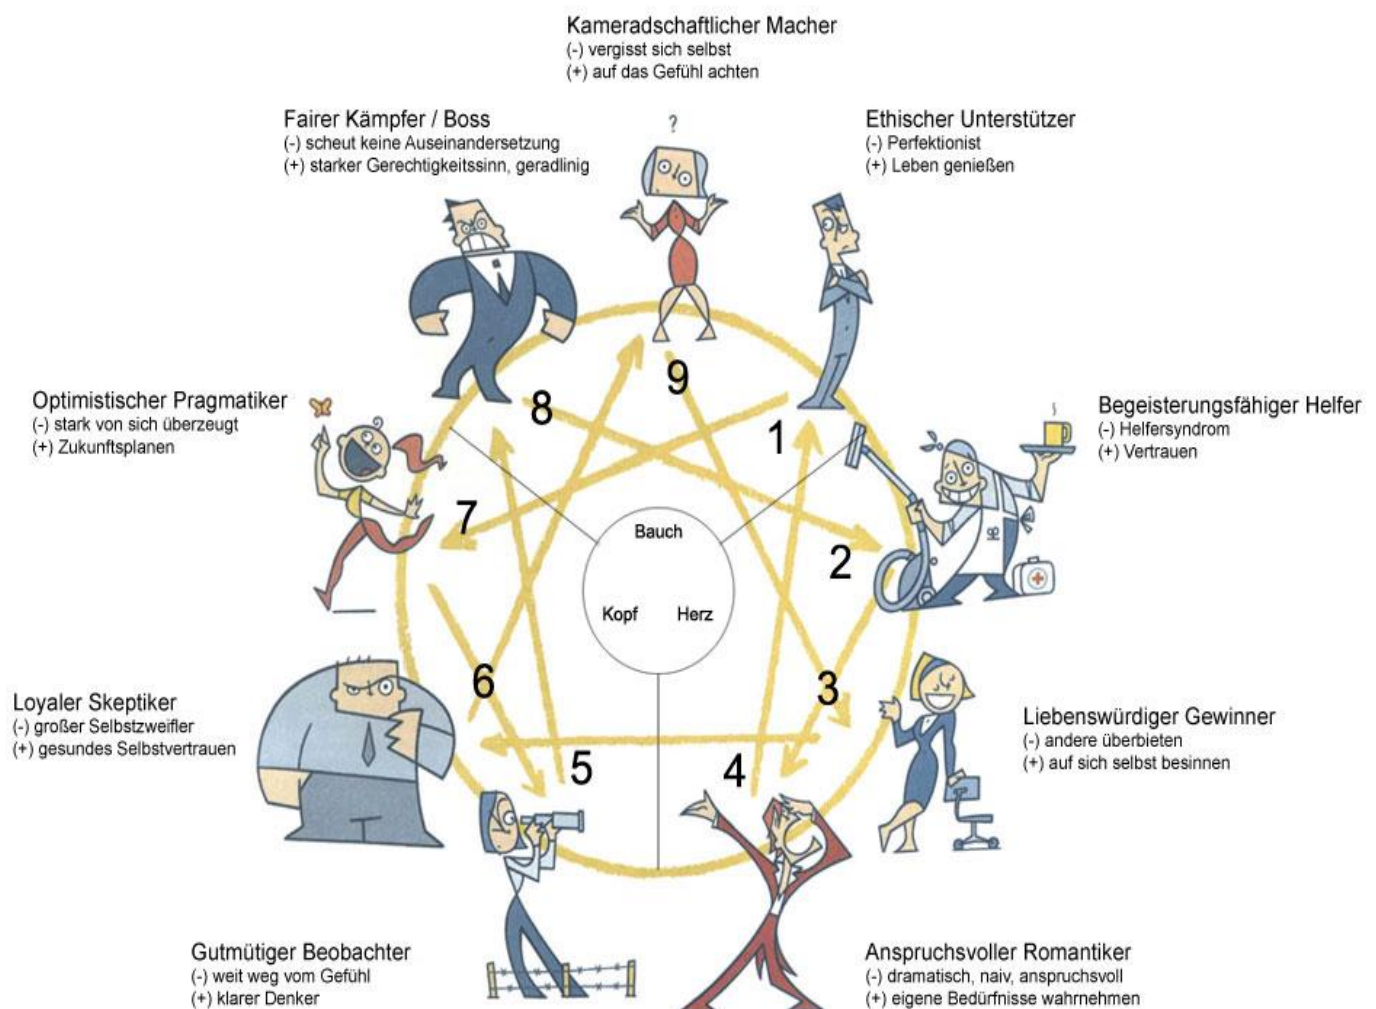 Kameradschaftlicher Macher
(-) vergisst sich selbst
(+) auf das Gefühl achten
Fairer Kämpfer / Boss
(-) scheut keine Auseinandersetzung
(+) starker Gerechtigkeitssinn, geradlinig
?
Ethischer Unterstützer
(-) Perfektionist
(+) Leben genießen
Optimistischer Pragmatiker
(-) stark von sich überzeugt
(+) Zukunftsplanen
Begeisterungsfähiger Helfer
(-) Helfersyndrom
(+) Vertrauen
9
8
1
7
2
Bauch
Kopf
Herz
6
3
5
4
Loyaler Skeptiker
(-) großer Selbstzweifler
(+) gesundes Selbstvertrauen
Liebenswürdiger Gewinner
(-) andere überbieten
(+) auf sich selbst besinnen
Gutmütiger Beobachter
(-) weit weg vom Gefühl
(+) klarer Denker
Anspruchsvoller Romantiker
(-) dramatisch, naiv, anspruchsvoll
(+) eigene Bedürfnisse wahrnehmen